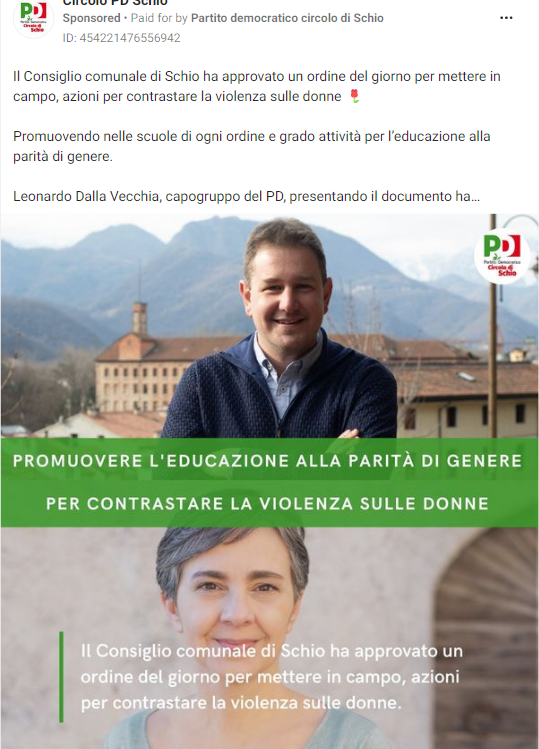 Circolo PD Schio
Sponsored • Paid for by Partito democratico circolo di Schio
ID: 454221476556942
Il Consiglio comunale di Schio ha approvato un ordine del giorno per mettere in
campo, azioni per contrastare la violenza sulle donne 🌷
Promuovendo nelle scuole di ogni ordine e grado attività per l'educazione alla
parità di genere.
Leonardo Dalla Vecchia, capogruppo del PD, presentando il documento ha...
PD
Partito Democratico
Circolo di
Schio
PROMUOVERE L'EDUCAZIONE ALLA PARITÀ DI GENERE
PER CONTRASTARE LA VIOLENZA SULLE DONNE
Il Consiglio comunale di Schio ha approvato un
ordine del giorno per mettere in campo, azioni
per contrastare la violenza sulle donne.